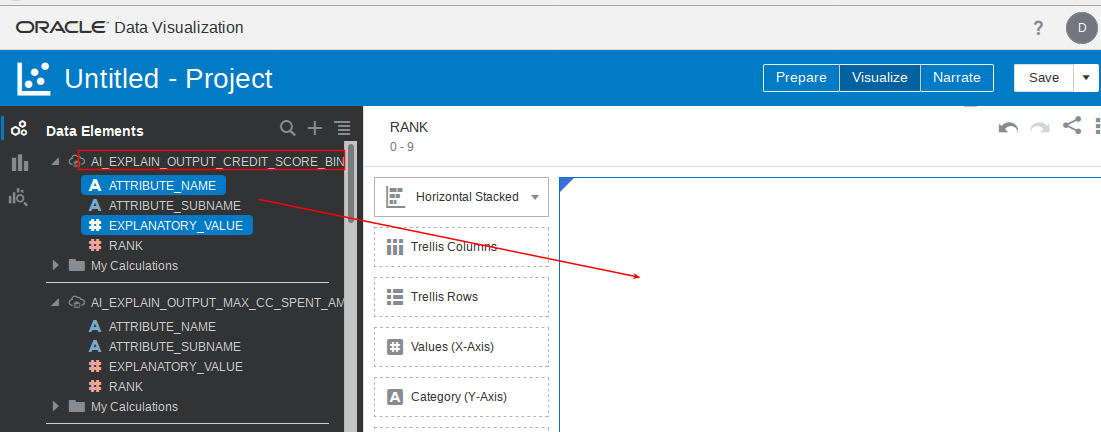 ORACLE Data Visualization
? D
Untitled - Project
Prepare Visualize Narrate Save
Data Elements
AI_EXPLAIN_OUTPUT_CREDIT_SCORE_BIN
A ATTRIBUTE_NAME
A ATTRIBUTE_SUBNAME
# EXPLANATORY_VALUE
# RANK
My Calculations
AI_EXPLAIN_OUTPUT_MAX_CC_SPENT_AM
A ATTRIBUTE_NAME
A ATTRIBUTE_SUBNAME
# EXPLANATORY_VALUE
# RANK
My Calculations
RANK
0 - 9
Horizontal Stacked
Trellis Columns
Trellis Rows
# Values (X-Axis)
A Category (Y-Axis)